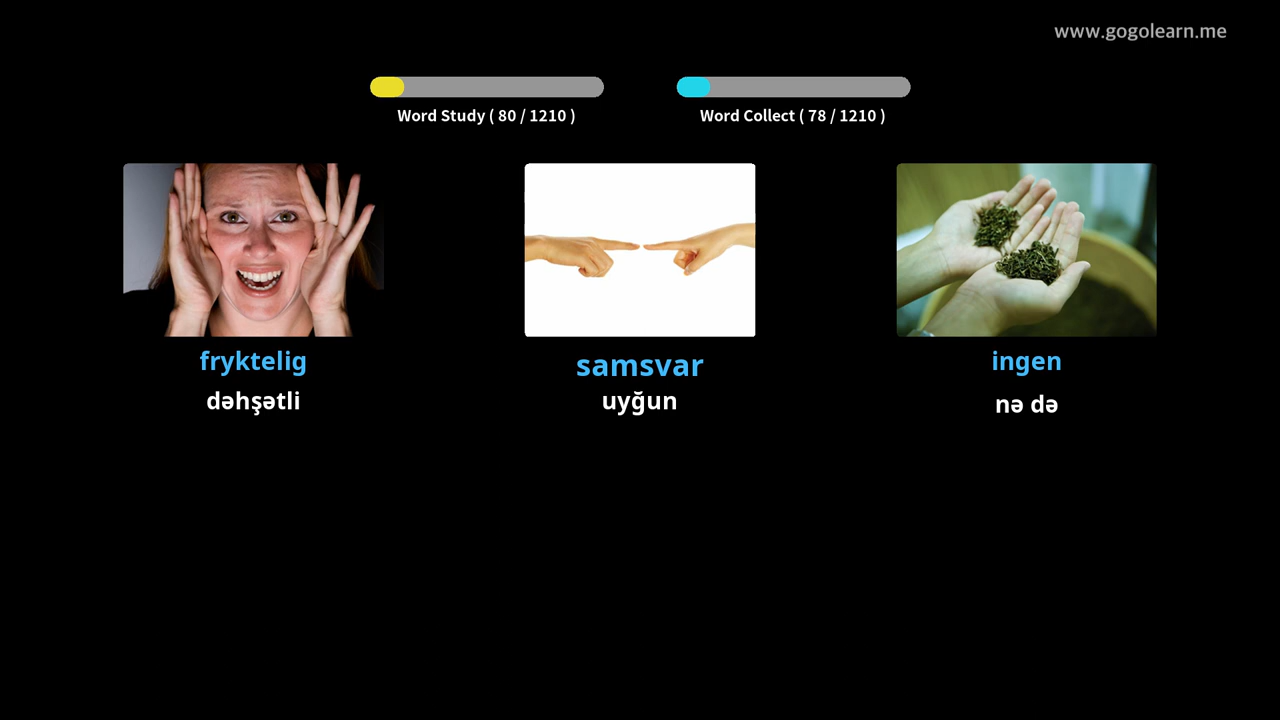 www.gogolearn.me
Word Study ( 80 / 1210 )
Word Collect ( 78 / 1210 )
fryktelig
dəhşətli
samsvar
uyğun
ingen
nə də